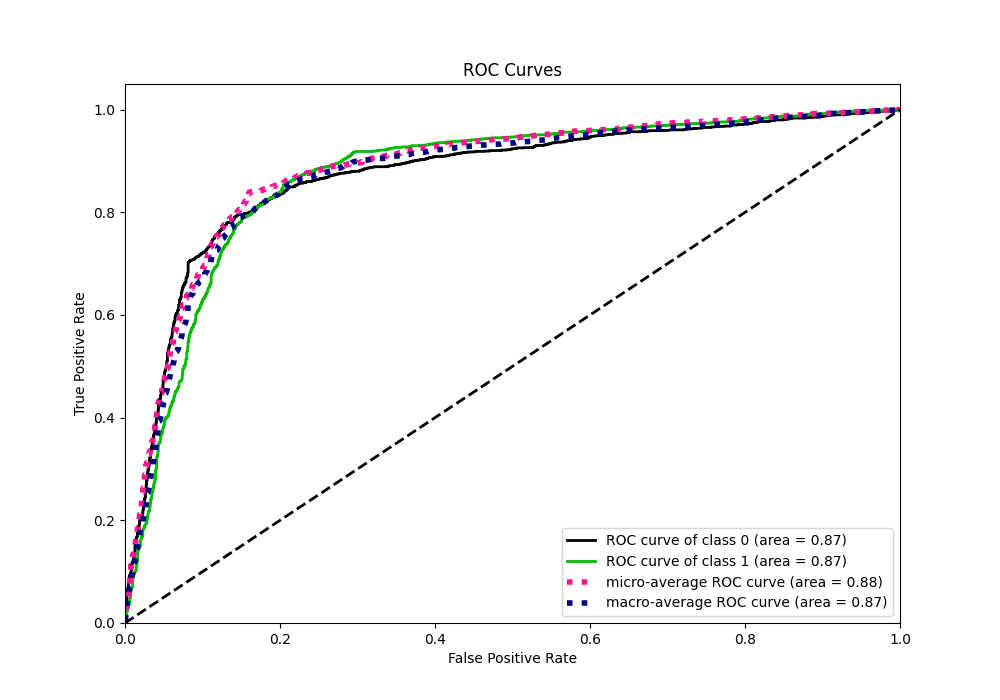 ROC Curves
True Positive Rate
1.0
0.8
0.6
0.4
0.2
0.0
0.0 0.2 0.4 0.6 0.8 1.0
False Positive Rate
ROC curve of class 0 (area = 0.87)
ROC curve of class 1 (area = 0.87)
micro-average ROC curve (area = 0.88)
macro-average ROC curve (area = 0.87)